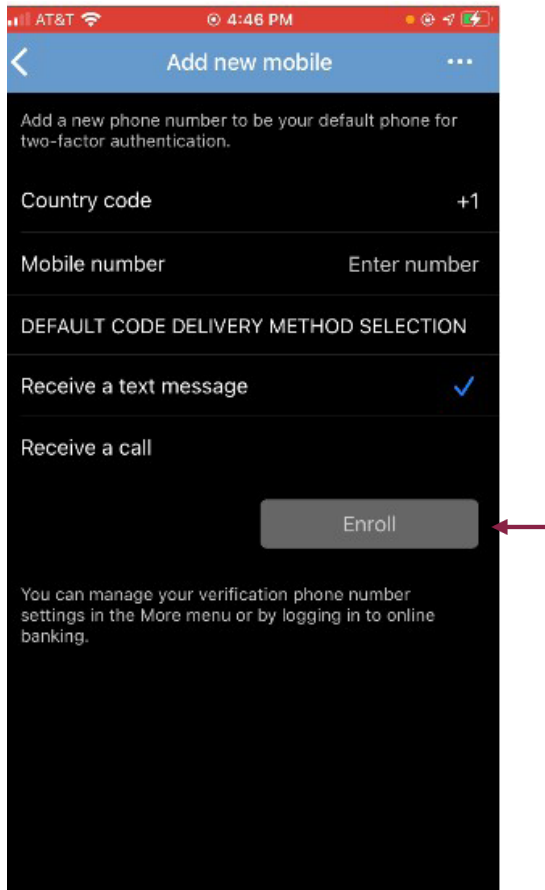 AT&T 4:46 PM
Add new mobile
Add a new phone number to be your default phone for
two-factor authentication.
Country code +1
Mobile number Enter number
DEFAULT CODE DELIVERY METHOD SELECTION
Receive a text message
Receive a call
Enroll
You can manage your verification phone number
settings in the More menu or by logging in to online
banking.